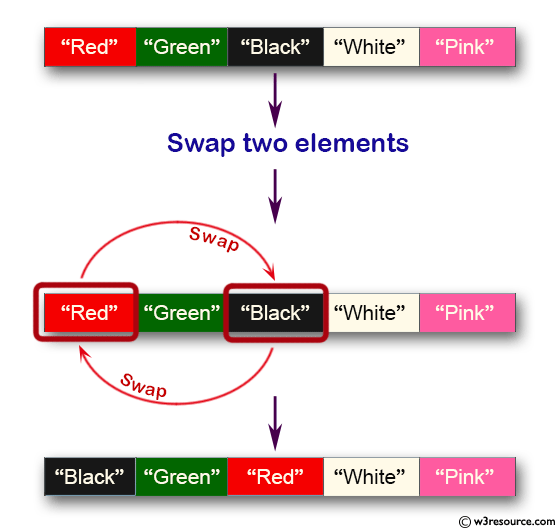 “Red” “Green” “Black” “White” “Pink”
Swap two elements
Swap
“Red” “Green” “Black” “White” “Pink”
Swap
“Black” “Green” “Red” “White” “Pink”
© w3resource.com